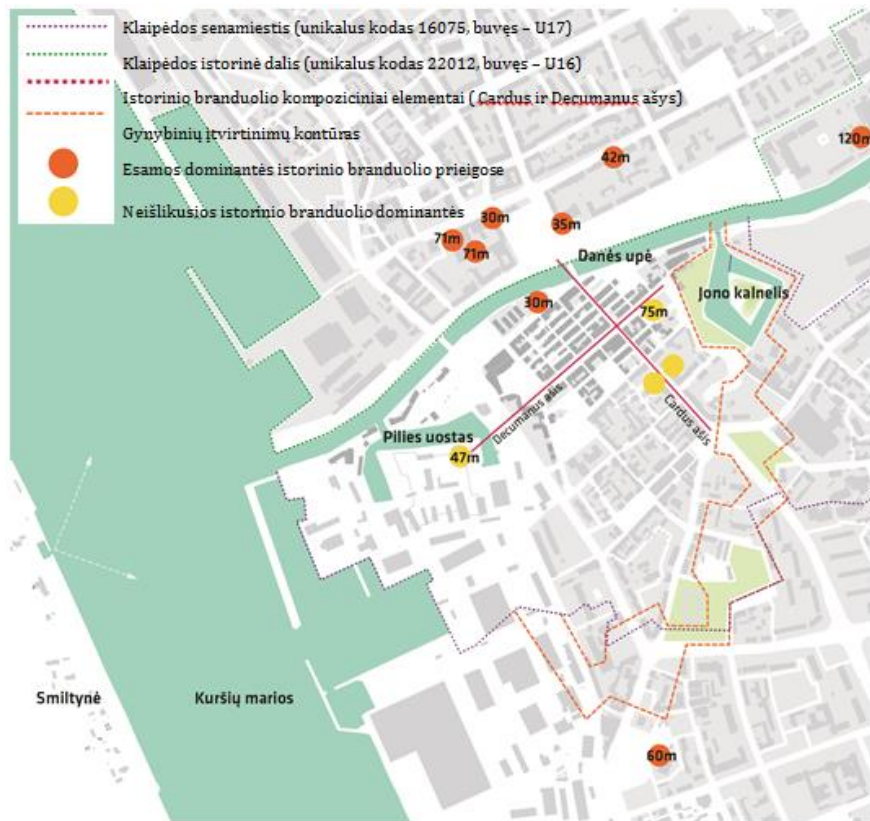 Klaipėdos senamiestis (unikalus kodas 16075, buvęs – U17)
Klaipėdos istorinė dalis (unikalus kodas 22012, buvęs – U16)
Istorinio branduolio kompoziciniai elementai ( Cardus ir Decumanus ašys)
Gynybinių įtvirtinimų kontūras
Esamos dominantės istorinio branduolio prieigose
Neišlikusios istorinio branduolio dominantės
120m
42m
30m
35m
71m
71m
Danės upė
Jono kalnelis
30m
75m
Decumanus ašis
Cardus ašis
Pilies uostas
47m
Smiltynė
Kuršių marios
60m